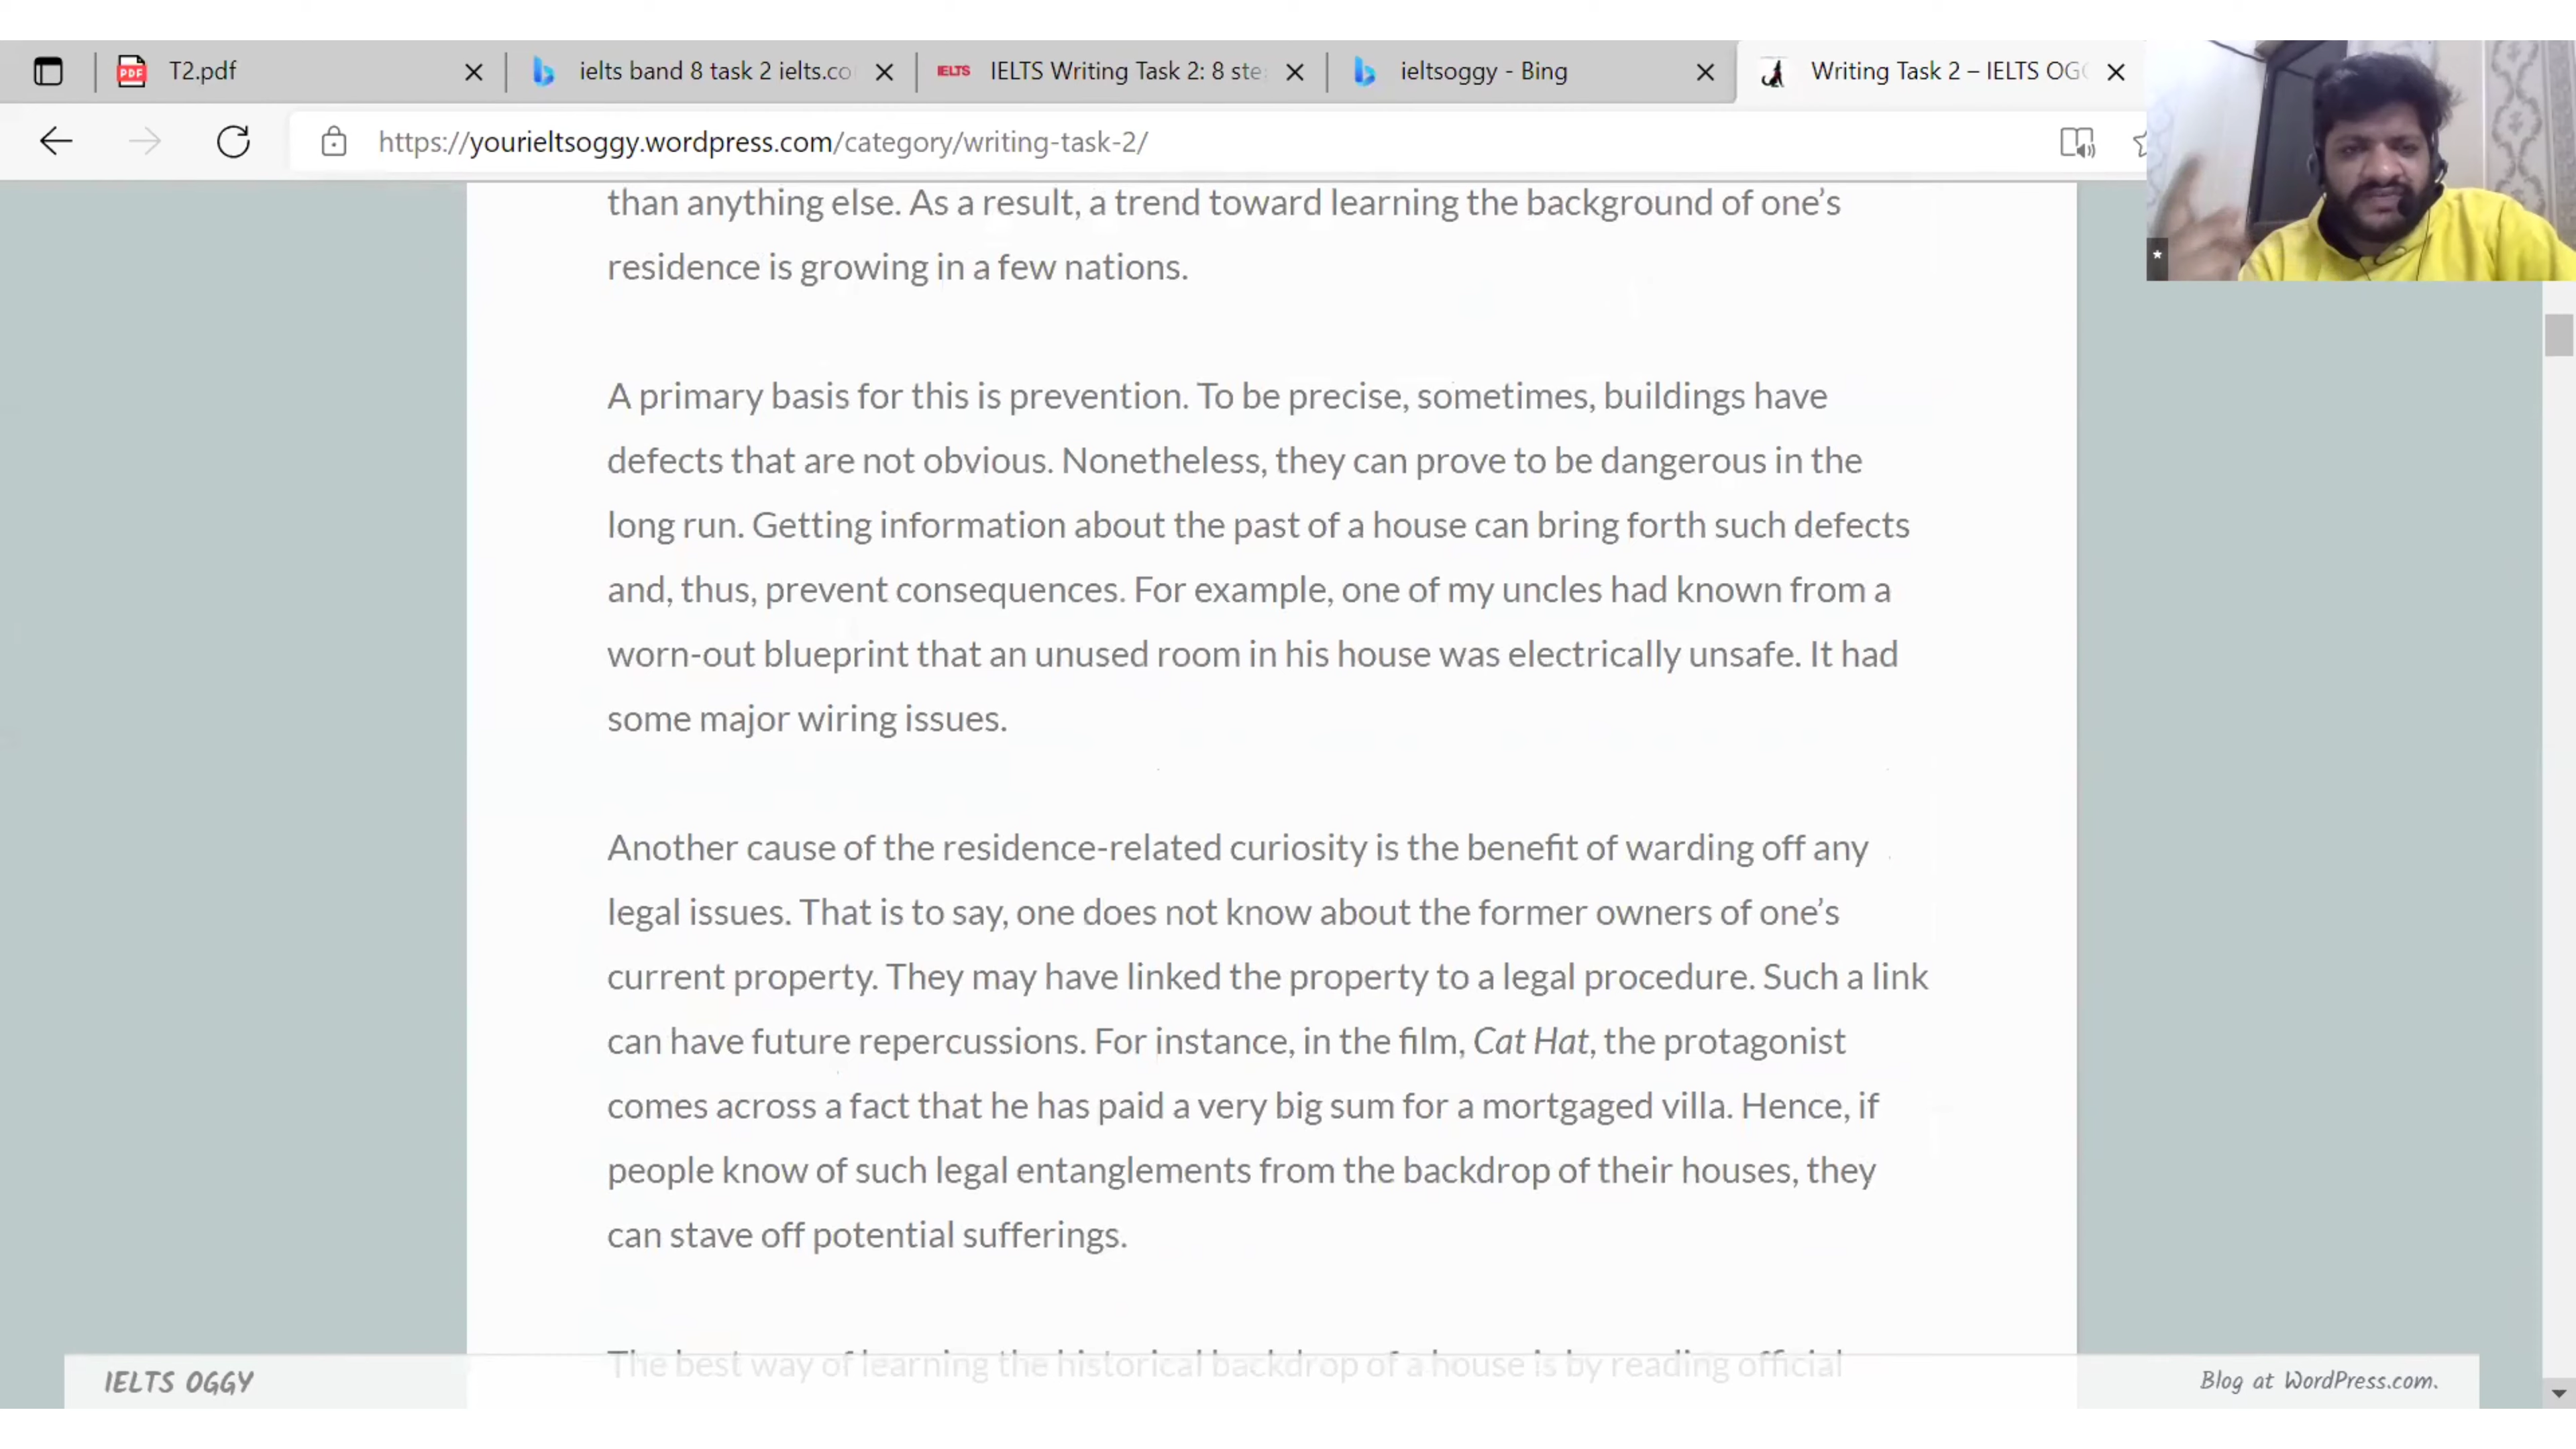 T2.pdf
ielts band 8 task 2 ielts.co
IELTS IELTS Writing Task 2: 8 ste
ieltsoggy - Bing
Writing Task 2 – IELTS OGG
https://yourieltsoggy.wordpress.com/category/writing-task-2/
than anything else. As a result, a trend toward learning the background of one’s
residence is growing in a few nations.
A primary basis for this is prevention. To be precise, sometimes, buildings have
defects that are not obvious. Nonetheless, they can prove to be dangerous in the
long run. Getting information about the past of a house can bring forth such defects
and, thus, prevent consequences. For example, one of my uncles had known from a
worn-out blueprint that an unused room in his house was electrically unsafe. It had
some major wiring issues.
Another cause of the residence-related curiosity is the benefit of warding off any
legal issues. That is to say, one does not know about the former owners of one’s
current property. They may have linked the property to a legal procedure. Such a link
can have future repercussions. For instance, in the film, Cat Hat, the protagonist
comes across a fact that he has paid a very big sum for a mortgaged villa. Hence, if
people know of such legal entanglements from the backdrop of their houses, they
can stave off potential sufferings.
The best way of learning the historical backdrop of a house is by reading official
IELTS OGGY
Blog at WordPress.com.